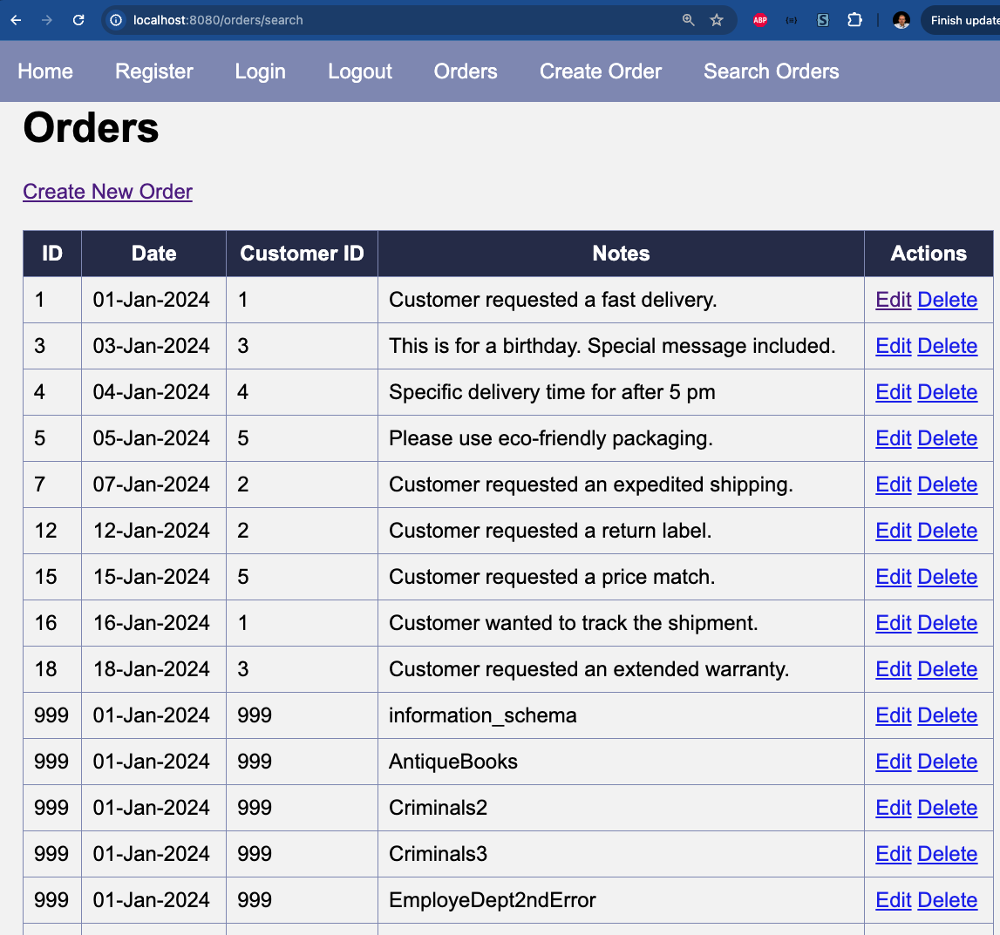 localhost:8080/orders/search ABP S Finish update
Home Register Login Logout Orders Create Order Search Orders
Orders
Create New Order
ID Date Customer ID Notes Actions
1 01-Jan-2024 1 Customer requested a fast delivery. Edit Delete
3 03-Jan-2024 3 This is for a birthday. Special message included. Edit Delete
4 04-Jan-2024 4 Specific delivery time for after 5 pm Edit Delete
5 05-Jan-2024 5 Please use eco-friendly packaging. Edit Delete
7 07-Jan-2024 2 Customer requested an expedited shipping. Edit Delete
12 12-Jan-2024 2 Customer requested a return label. Edit Delete
15 15-Jan-2024 5 Customer requested a price match. Edit Delete
16 16-Jan-2024 1 Customer wanted to track the shipment. Edit Delete
18 18-Jan-2024 3 Customer requested an extended warranty. Edit Delete
999 01-Jan-2024 999 information_schema Edit Delete
999 01-Jan-2024 999 AntiqueBooks Edit Delete
999 01-Jan-2024 999 Criminals2 Edit Delete
999 01-Jan-2024 999 Criminals3 Edit Delete
999 01-Jan-2024 999 EmployeDept2ndError Edit Delete